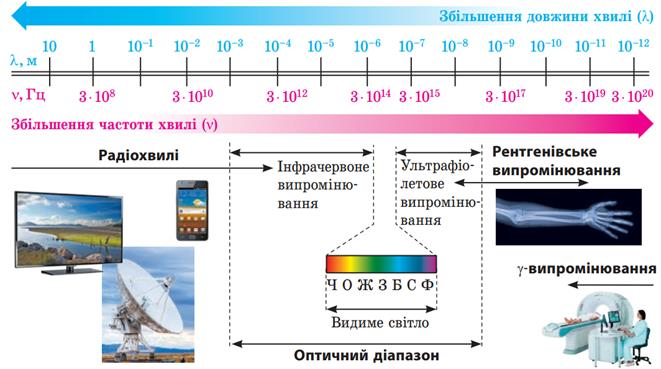 Збільшення довжини хвилі (λ)
10 1 10⁻¹ 10⁻² 10⁻³ 10⁻⁴ 10⁻⁵ 10⁻⁶ 10⁻⁷ 10⁻⁸ 10⁻⁹ 10⁻¹⁰ 10⁻¹¹ 10⁻¹²
λ, м
ν, Гц 3·10⁸ 3·10¹⁰ 3·10¹² 3·10¹⁴ 3·10¹⁵ 3·10¹⁷ 3·10¹⁹ 3·10²⁰
Збільшення частоти хвилі (ν)
Радіохвилі
Інфрачервоне
випроміню-
вання
Ультрафіо-
летове
випроміню-
вання
Рентгенівське
випромінювання
γ-випромінювання
Ч О Ж З Б С Ф
Видиме світло
Оптичний діапазон